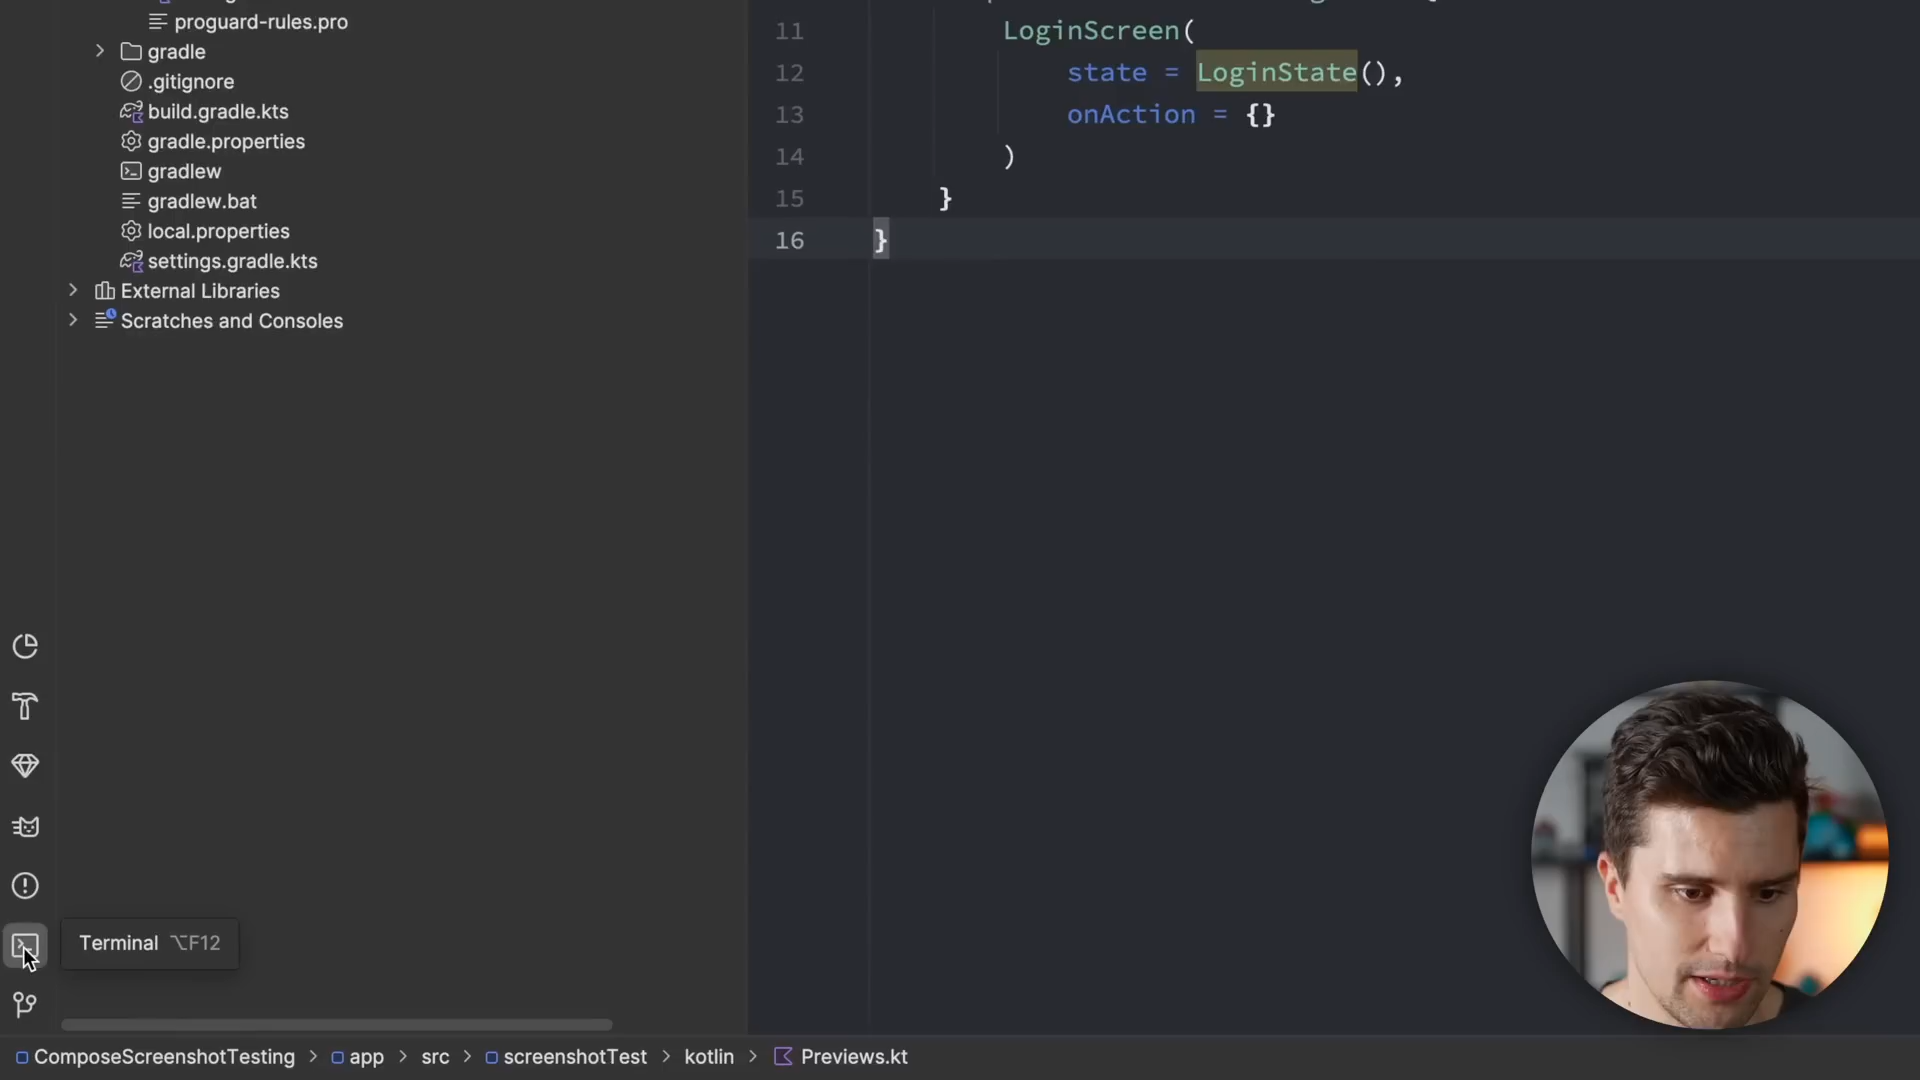 proguard-rules.pro
gradle
.gitignore
build.gradle.kts
gradle.properties
gradlew
gradlew.bat
local.properties
settings.gradle.kts
External Libraries
Scratches and Consoles
11 LoginScreen(
12 state = LoginState(),
13 onAction = {}
14 )
15 }
16 }
Terminal ⌥F12
ComposeScreenshotTesting > app > src > screenshotTest > kotlin > Previews.kt